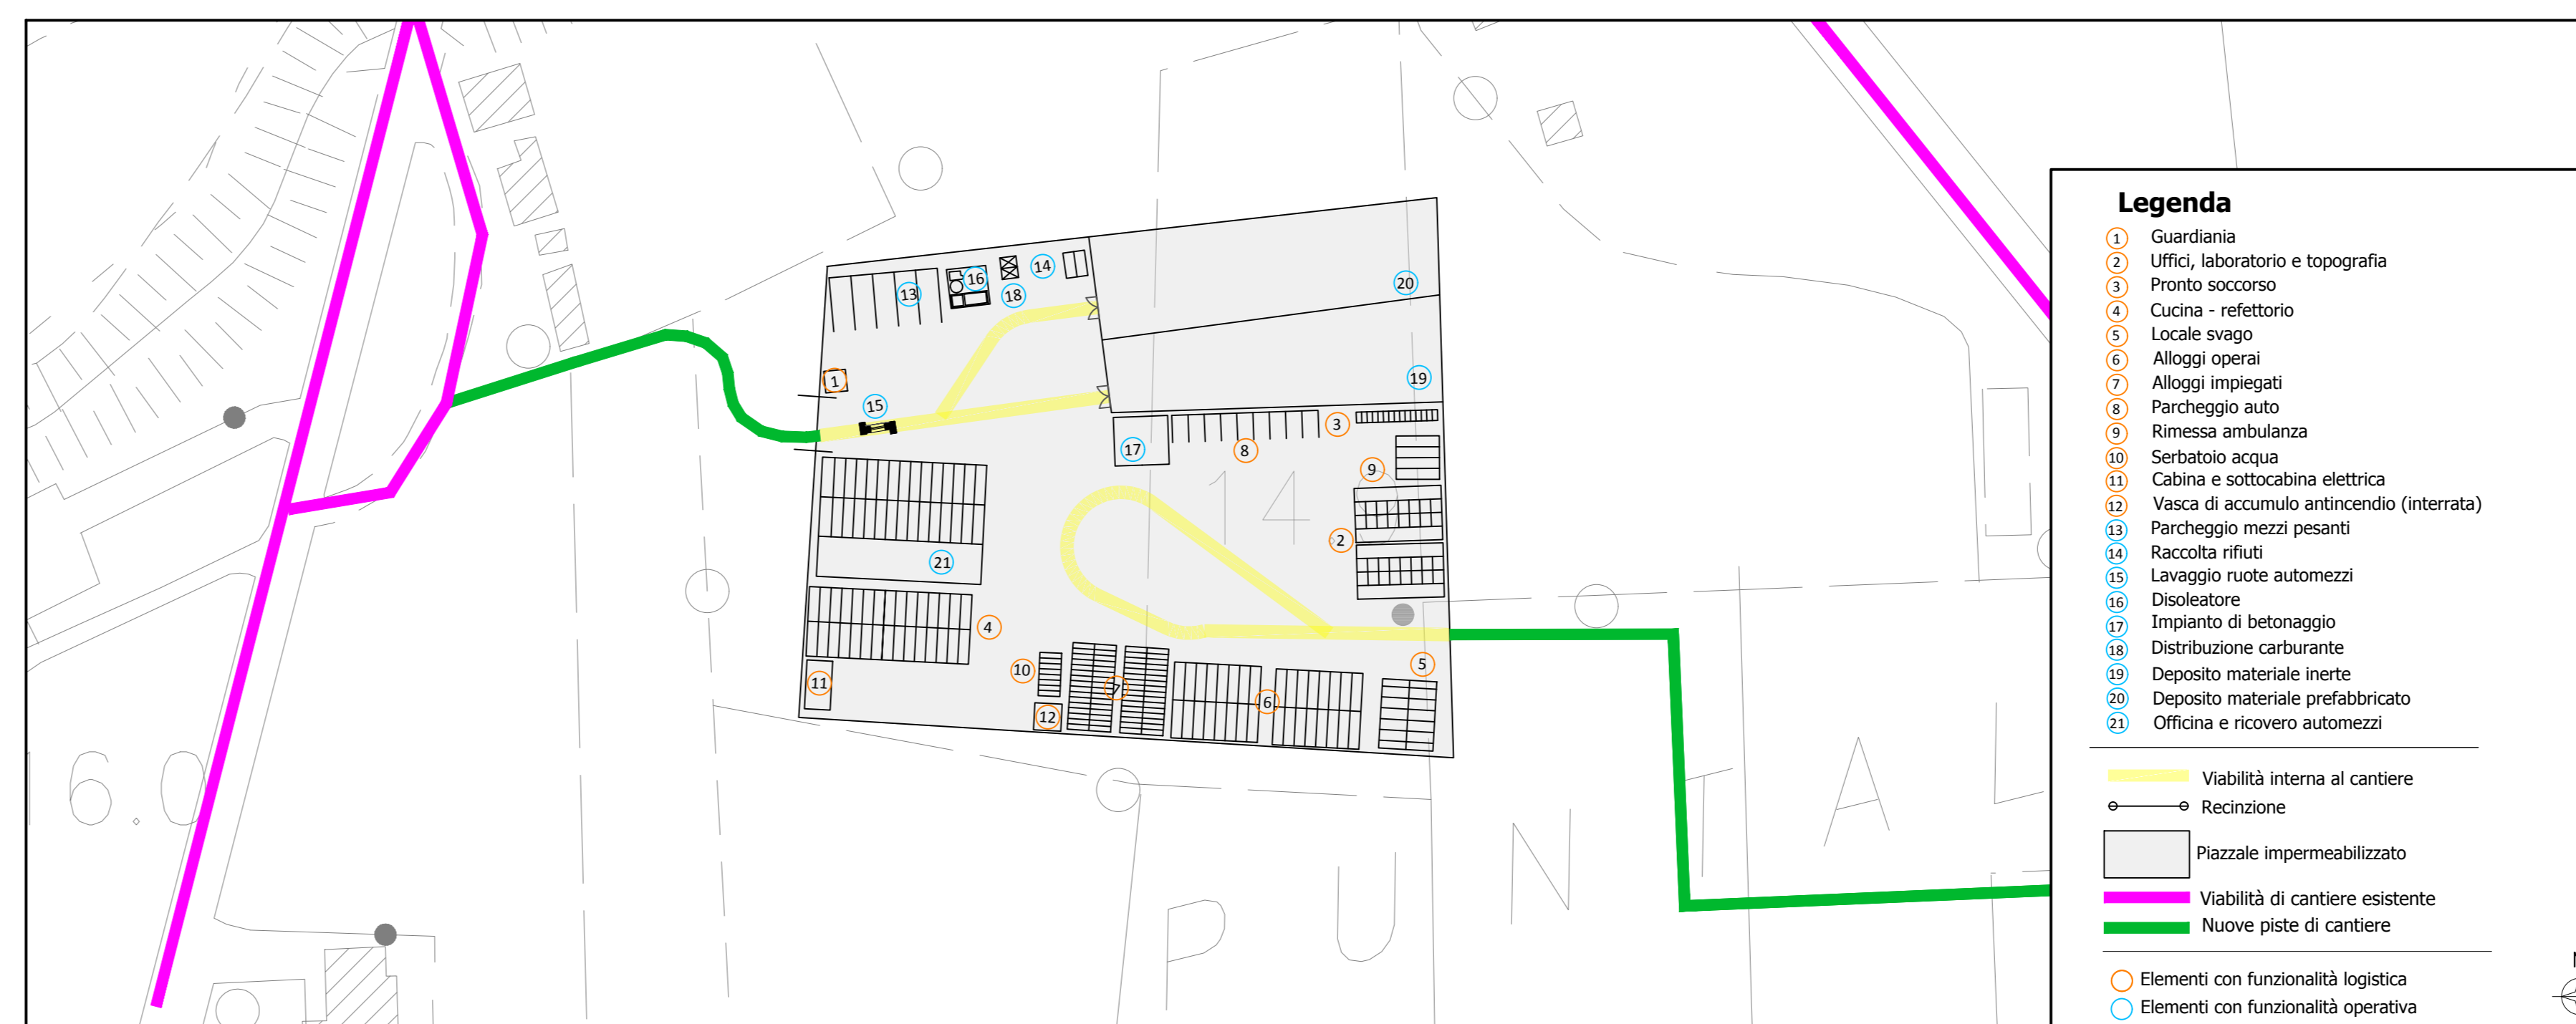 Legenda
1 Guardiania
2 Uffici, laboratorio e topografia
3 Pronto soccorso
4 Cucina - refettorio
5 Locale svago
6 Alloggi operai
7 Alloggi impiegati
8 Parcheggio auto
9 Rimessa ambulanza
10 Serbatoio acqua
11 Cabina e sottocabina elettrica
12 Vasca di accumulo antincendio (interrata)
13 Parcheggio mezzi pesanti
14 Raccolta rifiuti
15 Lavaggio ruote automezzi
16 Disoleatore
17 Impianto di betonaggio
18 Distribuzione carburante
19 Deposito materiale inerte
20 Deposito materiale prefabbricato
21 Officina e ricovero automezzi
Viabilità interna al cantiere
Recinzione
Piazzale impermeabilizzato
Viabilità di cantiere esistente
Nuove piste di cantiere
Elementi con funzionalità logistica
Elementi con funzionalità operativa
16
14
20
13
18
1
19
15
3
17
8
9
14
2
21
4
5
10
11
7
6
12
6.0
P U N T A L